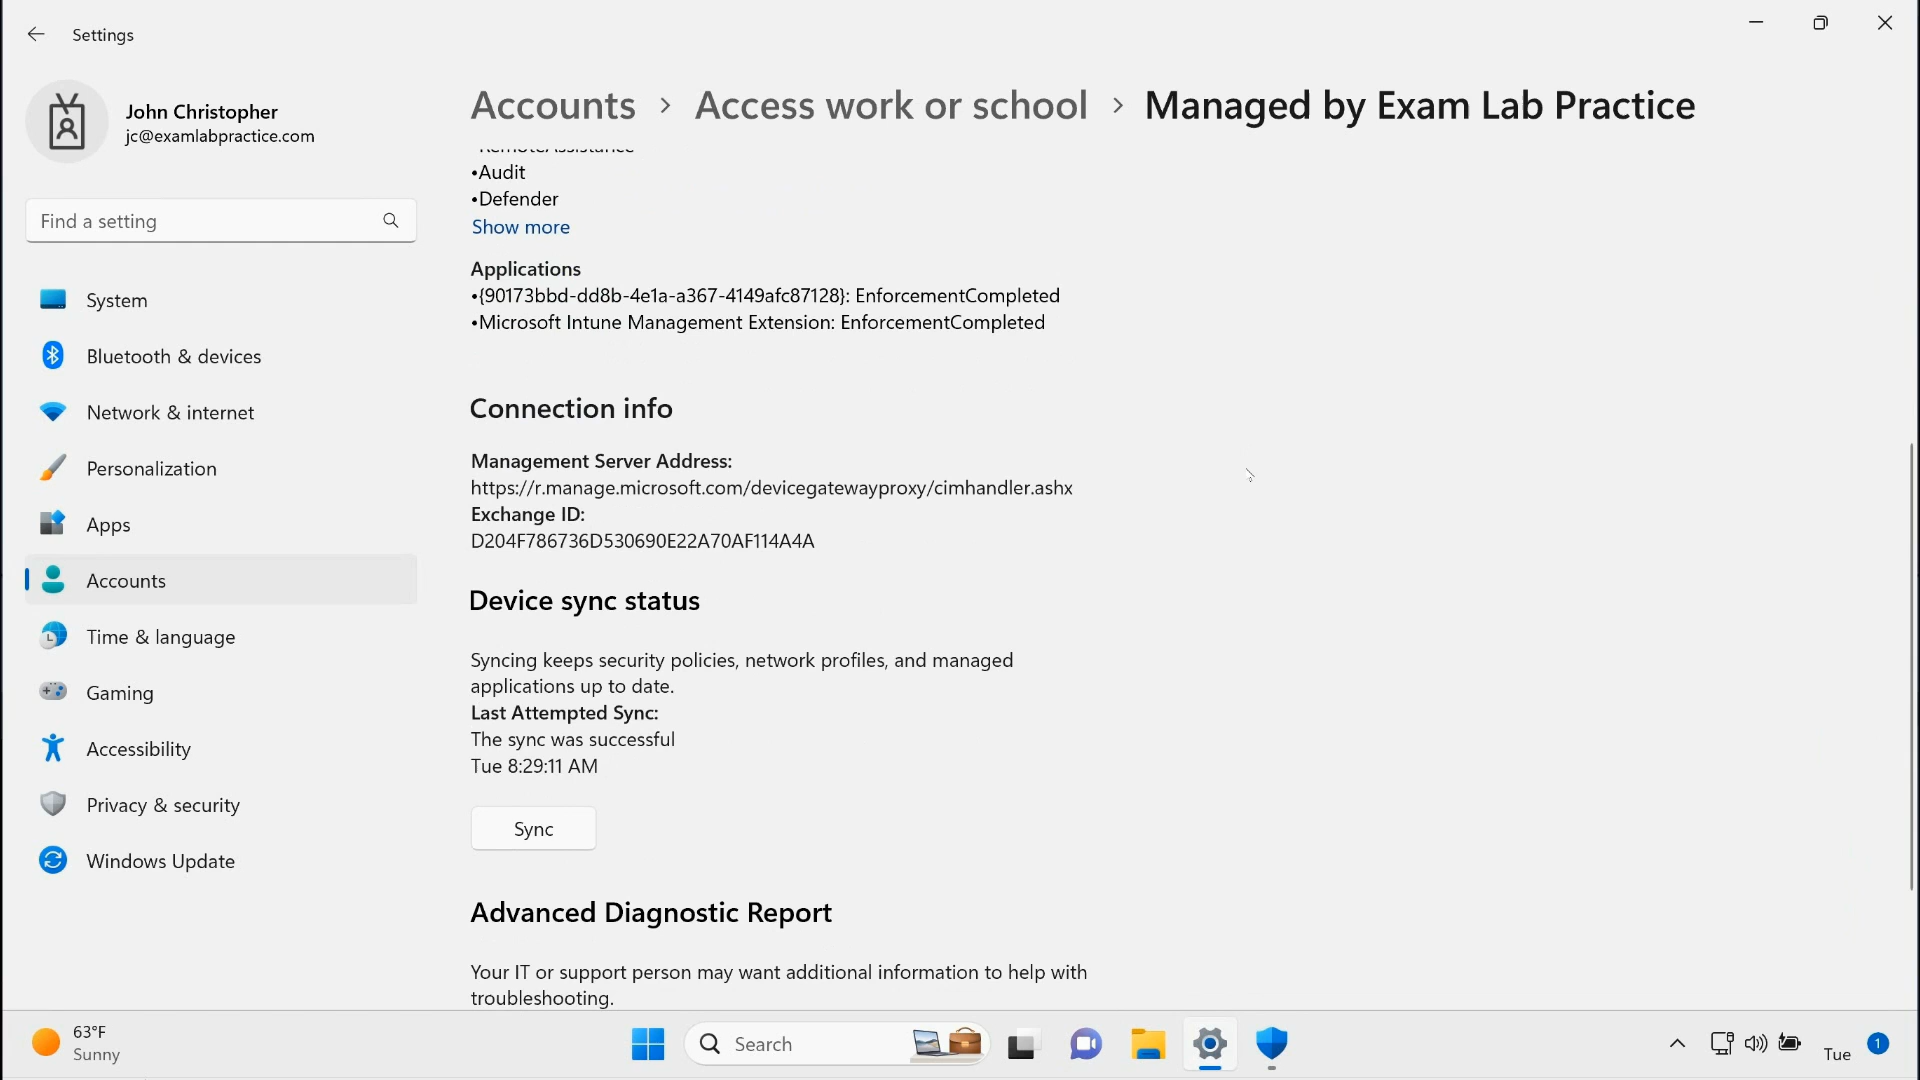 Settings
John Christopher
jc@examlabpractice.com
Find a setting
System
Bluetooth & devices
Network & internet
Personalization
Apps
Accounts
Time & language
Gaming
Accessibility
Privacy & security
Windows Update
Accounts > Access work or school > Managed by Exam Lab Practice
•RemoteAssistance
•Audit
•Defender
Show more
Applications
•{90173bbd-dd8b-4e1a-a367-4149afc87128}: EnforcementCompleted
•Microsoft Intune Management Extension: EnforcementCompleted
Connection info
Management Server Address:
https://r.manage.microsoft.com/devicegatewayproxy/cimhandler.ashx
Exchange ID:
D204F786736D530690E22A70AF114A4A
Device sync status
Syncing keeps security policies, network profiles, and managed
applications up to date.
Last Attempted Sync:
The sync was successful
Tue 8:29:11 AM
Sync
Advanced Diagnostic Report
Your IT or support person may want additional information to help with
troubleshooting.
63°F
Sunny
Search
Tue
1